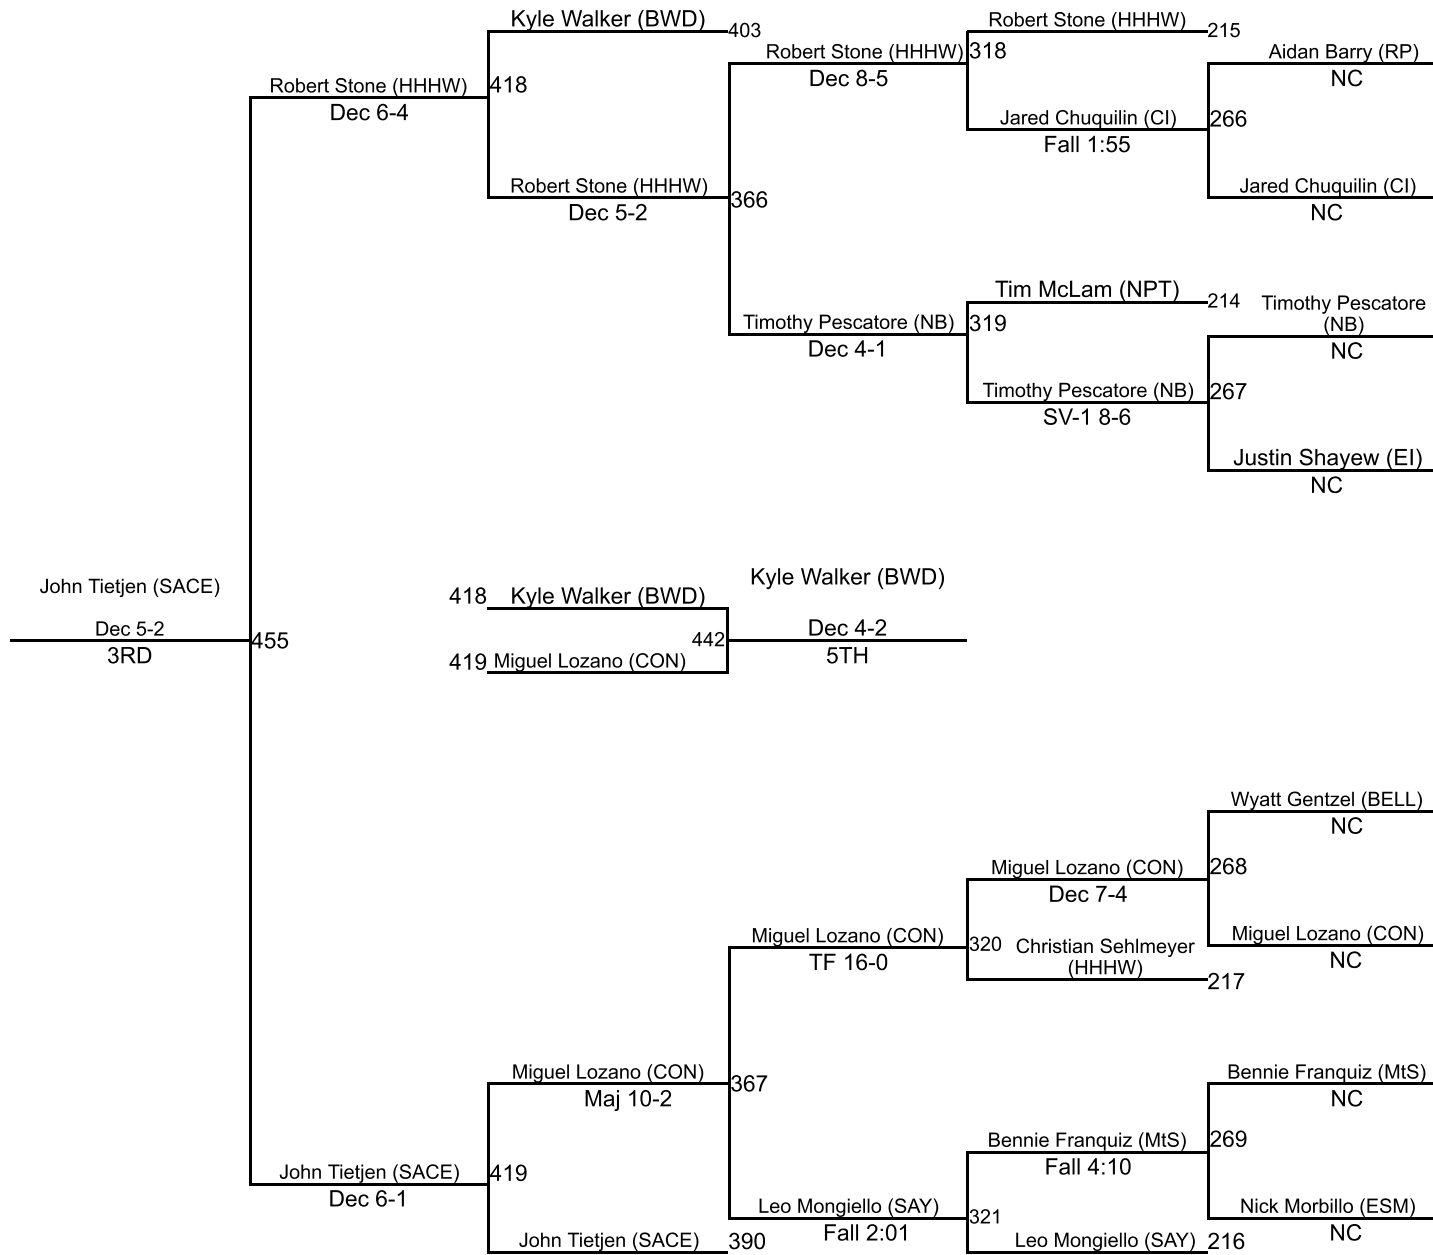 Kyle Walker (BWD)
403
Robert Stone (HHHW)
215
Robert Stone (HHHW)
Dec 8-5
318
Aidan Barry (RP)
NC
Robert Stone (HHHW)
Dec 6-4
418
Jared Chuquilin (CI)
Fall 1:55
266
Robert Stone (HHHW)
Dec 5-2
366
Jared Chuquilin (CI)
NC
Tim McLam (NPT)
214
Timothy Pescatore
(NB)
NC
Timothy Pescatore (NB)
Dec 4-1
319
Timothy Pescatore (NB)
SV-1 8-6
267
Justin Shayew (EI)
NC
John Tietjen (SACE)
Dec 5-2
3RD
455
418
Kyle Walker (BWD)
Kyle Walker (BWD)
442
Dec 4-2
5TH
419
Miguel Lozano (CON)
Wyatt Gentzel (BELL)
NC
Miguel Lozano (CON)
Dec 7-4
268
Miguel Lozano (CON)
TF 16-0
320
Christian Sehlmeyer
(HHHW)
217
Miguel Lozano (CON)
NC
Miguel Lozano (CON)
Maj 10-2
367
Bennie Franquiz (MtS)
NC
Bennie Franquiz (MtS)
Fall 4:10
269
John Tietjen (SACE)
Dec 6-1
419
Leo Mongiello (SAY)
Fall 2:01
321
Nick Morbillo (ESM)
NC
John Tietjen (SACE)
390
Leo Mongiello (SAY)
216